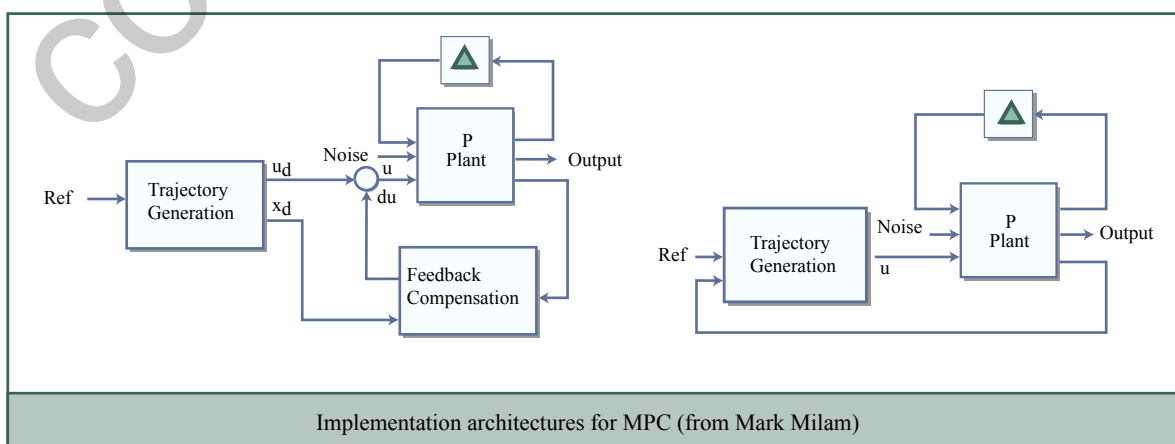 P
Plant
Noise
Output
u_d
u
du
x_d
Ref
Trajectory
Generation
Feedback
Compensation
P
Plant
Noise
Output
Ref
Trajectory
Generation
u
Implementation architectures for MPC (from Mark Milam)